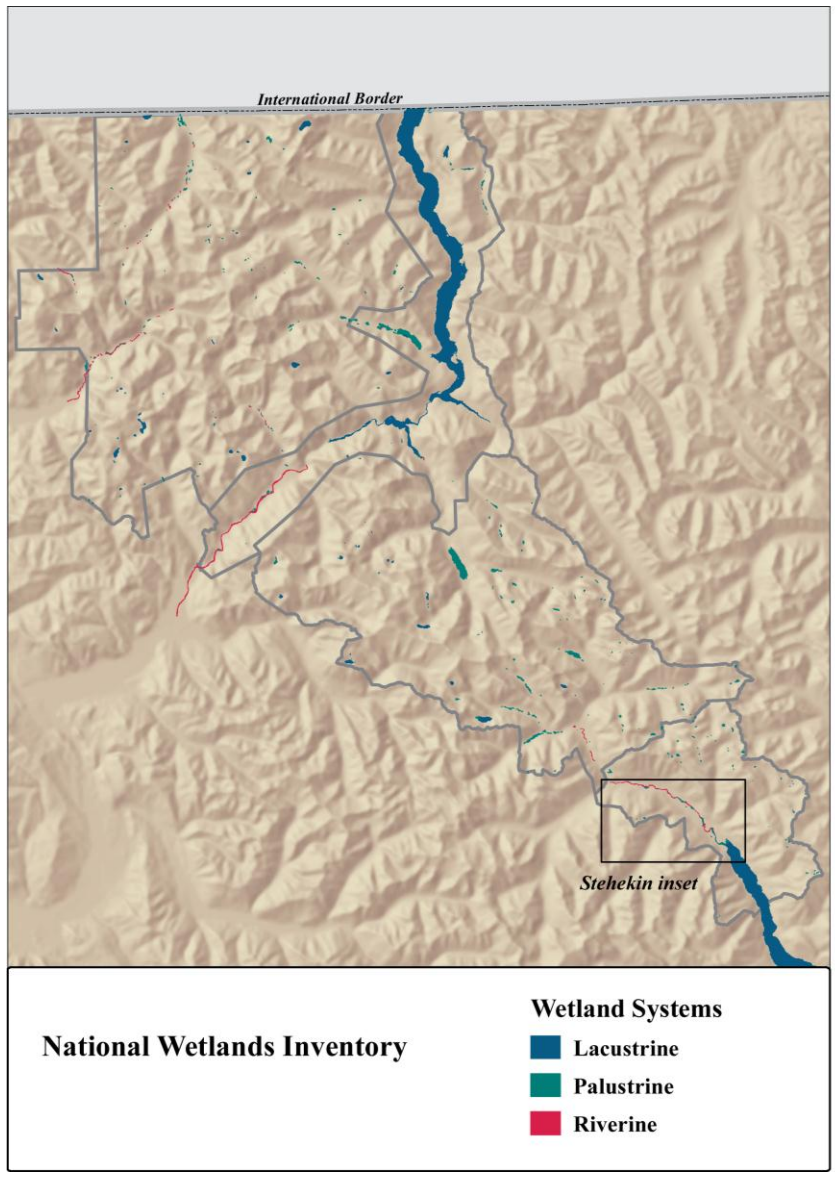 International Border
Stehekin inset
National Wetlands Inventory
Wetland Systems
Lacustrine
Palustrine
Riverine